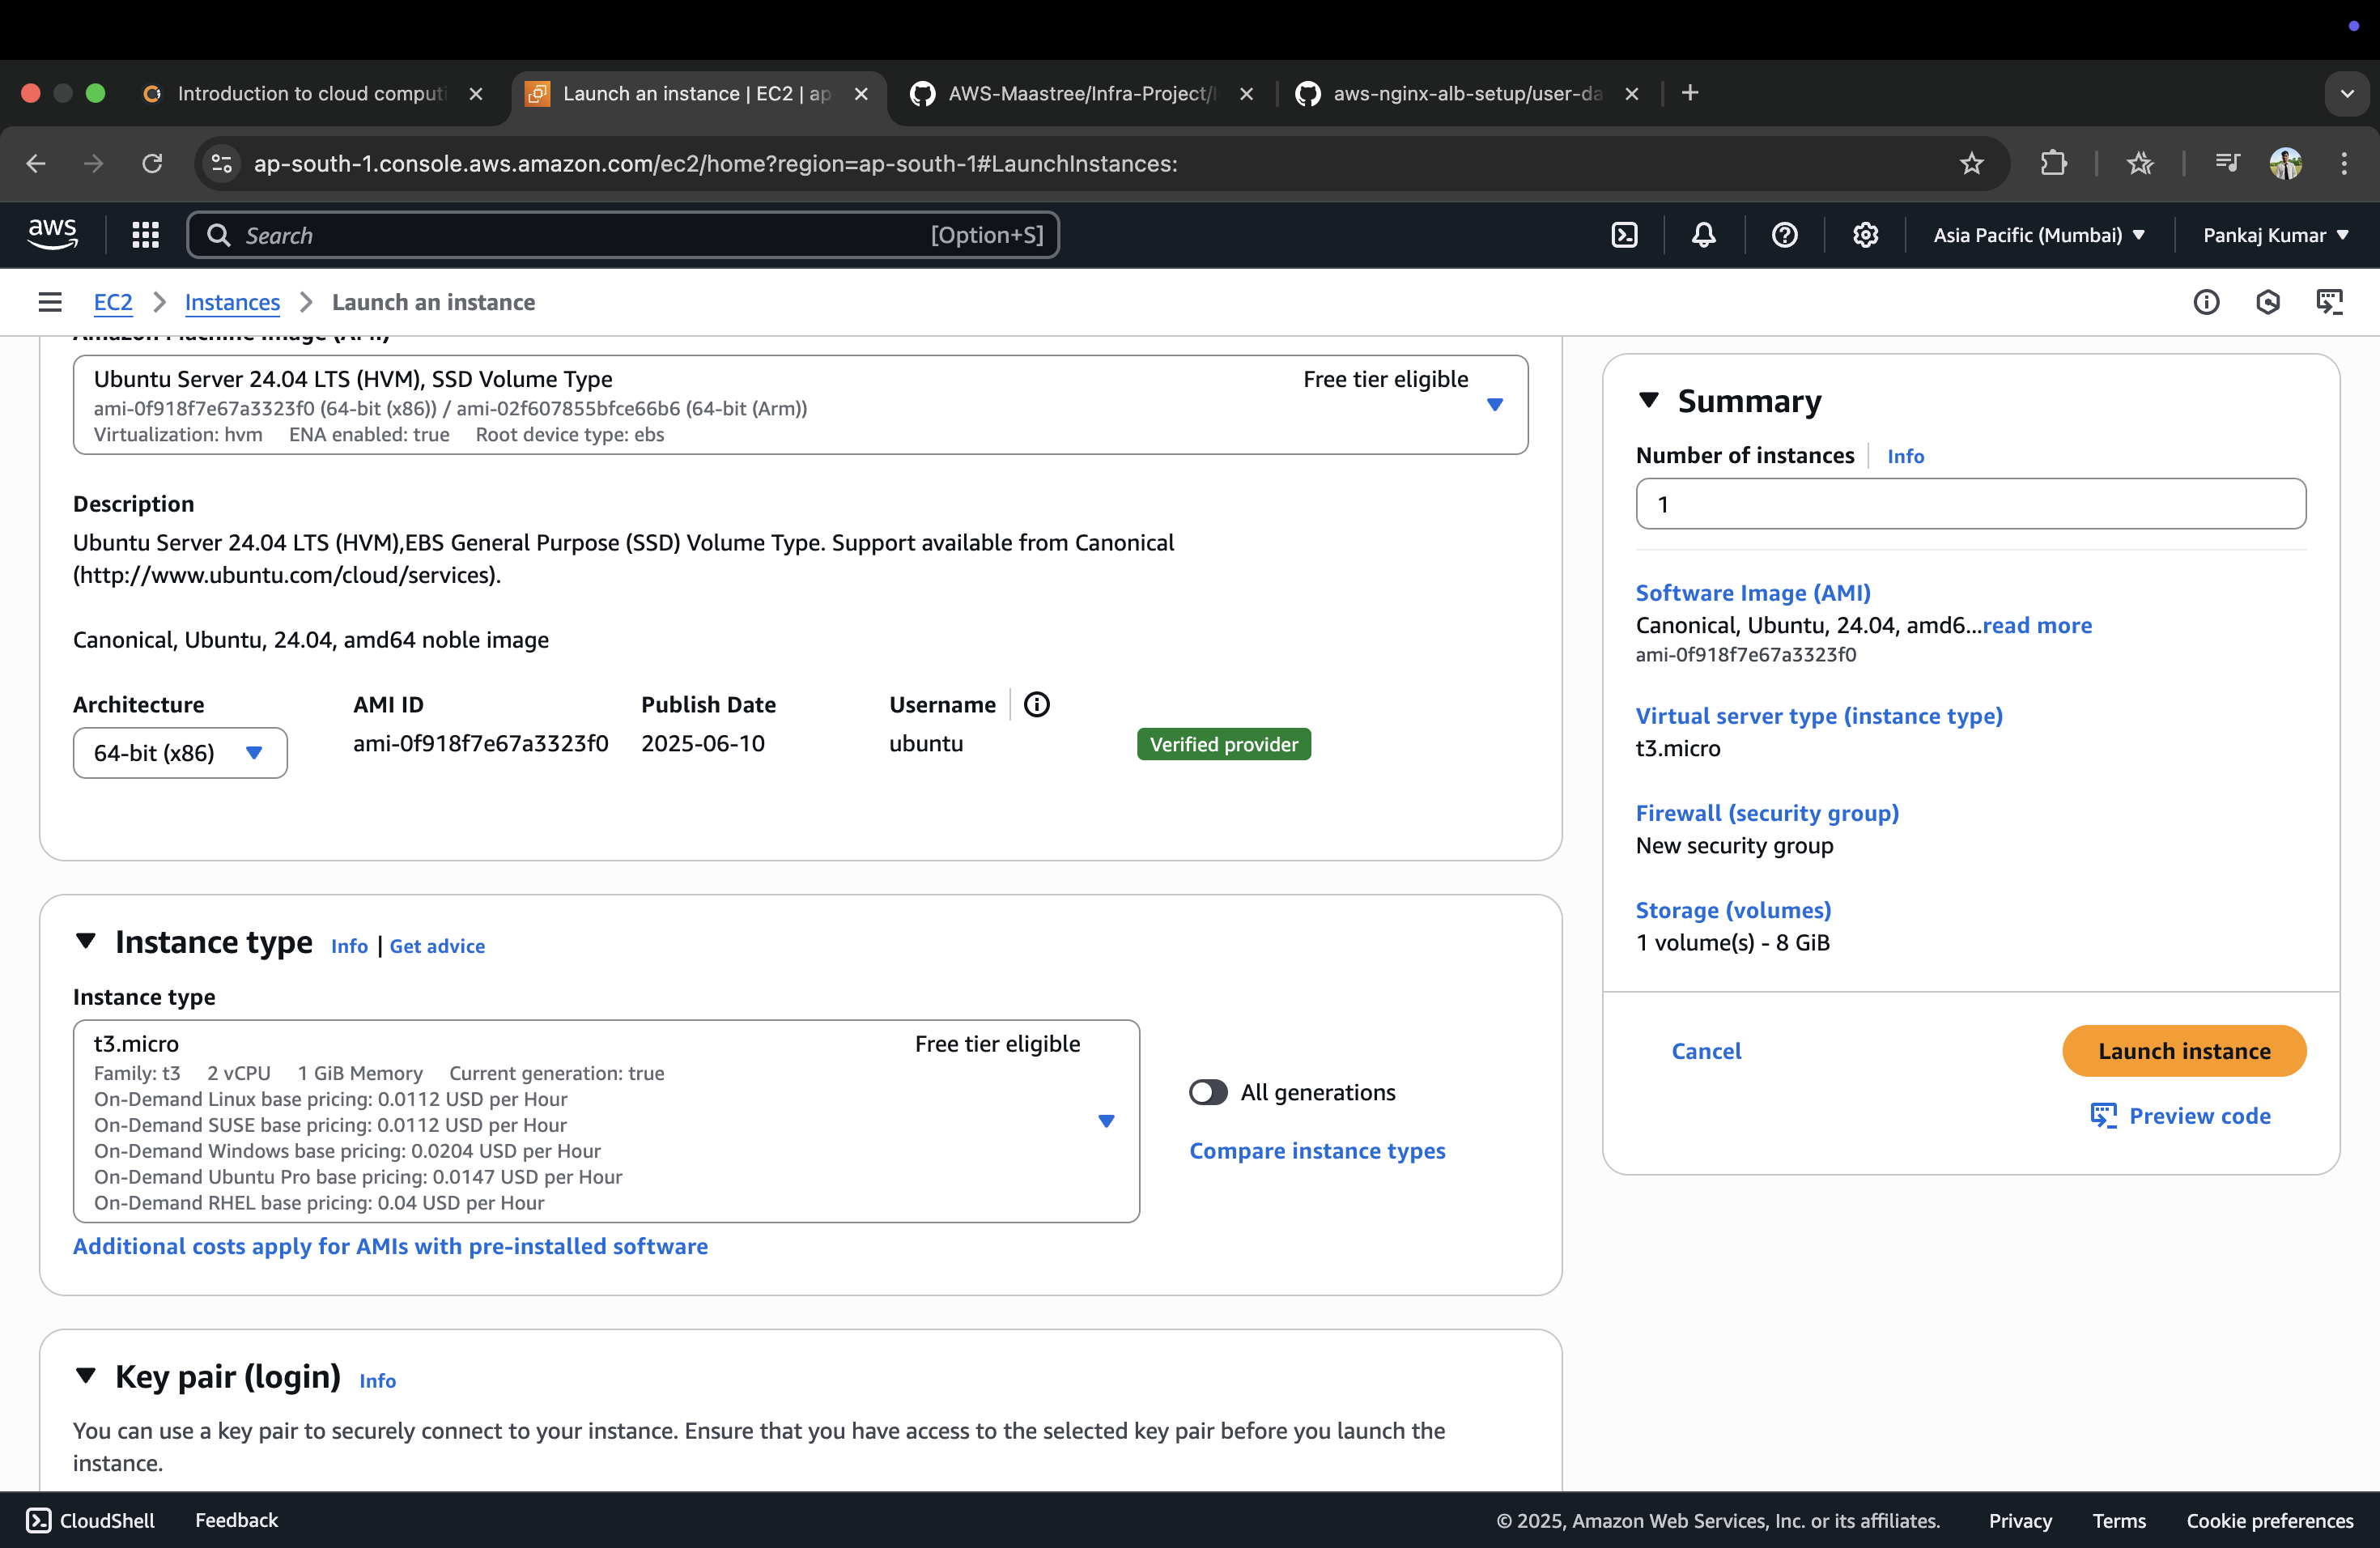 Introduction to cloud computi
Launch an instance | EC2 | ap
AWS-Maastree/Infra-Project/
aws-nginx-alb-setup/user-da
ap-south-1.console.aws.amazon.com/ec2/home?region=ap-south-1#LaunchInstances:
aws
Search
[Option+S]
Asia Pacific (Mumbai)
Pankaj Kumar
EC2
Instances
Launch an instance
Amazon Machine Image (AMI)
Ubuntu Server 24.04 LTS (HVM), SSD Volume Type
Free tier eligible
ami-0f918f7e67a3323f0 (64-bit (x86)) / ami-02f607855bfce66b6 (64-bit (Arm))
Virtualization: hvm ENA enabled: true Root device type: ebs
Description
Ubuntu Server 24.04 LTS (HVM),EBS General Purpose (SSD) Volume Type. Support available from Canonical
(http://www.ubuntu.com/cloud/services).
Canonical, Ubuntu, 24.04, amd64 noble image
Architecture AMI ID Publish Date Username
64-bit (x86) ami-0f918f7e67a3323f0 2025-06-10 ubuntu Verified provider
Instance type Info | Get advice
Instance type
t3.micro
Free tier eligible
Family: t3 2 vCPU 1 GiB Memory Current generation: true
On-Demand Linux base pricing: 0.0112 USD per Hour
On-Demand SUSE base pricing: 0.0112 USD per Hour
On-Demand Windows base pricing: 0.0204 USD per Hour
On-Demand Ubuntu Pro base pricing: 0.0147 USD per Hour
On-Demand RHEL base pricing: 0.04 USD per Hour
All generations
Compare instance types
Additional costs apply for AMIs with pre-installed software
Key pair (login) Info
You can use a key pair to securely connect to your instance. Ensure that you have access to the selected key pair before you launch the
instance.
Summary
Number of instances Info
1
Software Image (AMI)
Canonical, Ubuntu, 24.04, amd6...read more
ami-0f918f7e67a3323f0
Virtual server type (instance type)
t3.micro
Firewall (security group)
New security group
Storage (volumes)
1 volume(s) - 8 GiB
Cancel
Launch instance
Preview code
CloudShell
Feedback
© 2025, Amazon Web Services, Inc. or its affiliates.
Privacy
Terms
Cookie preferences